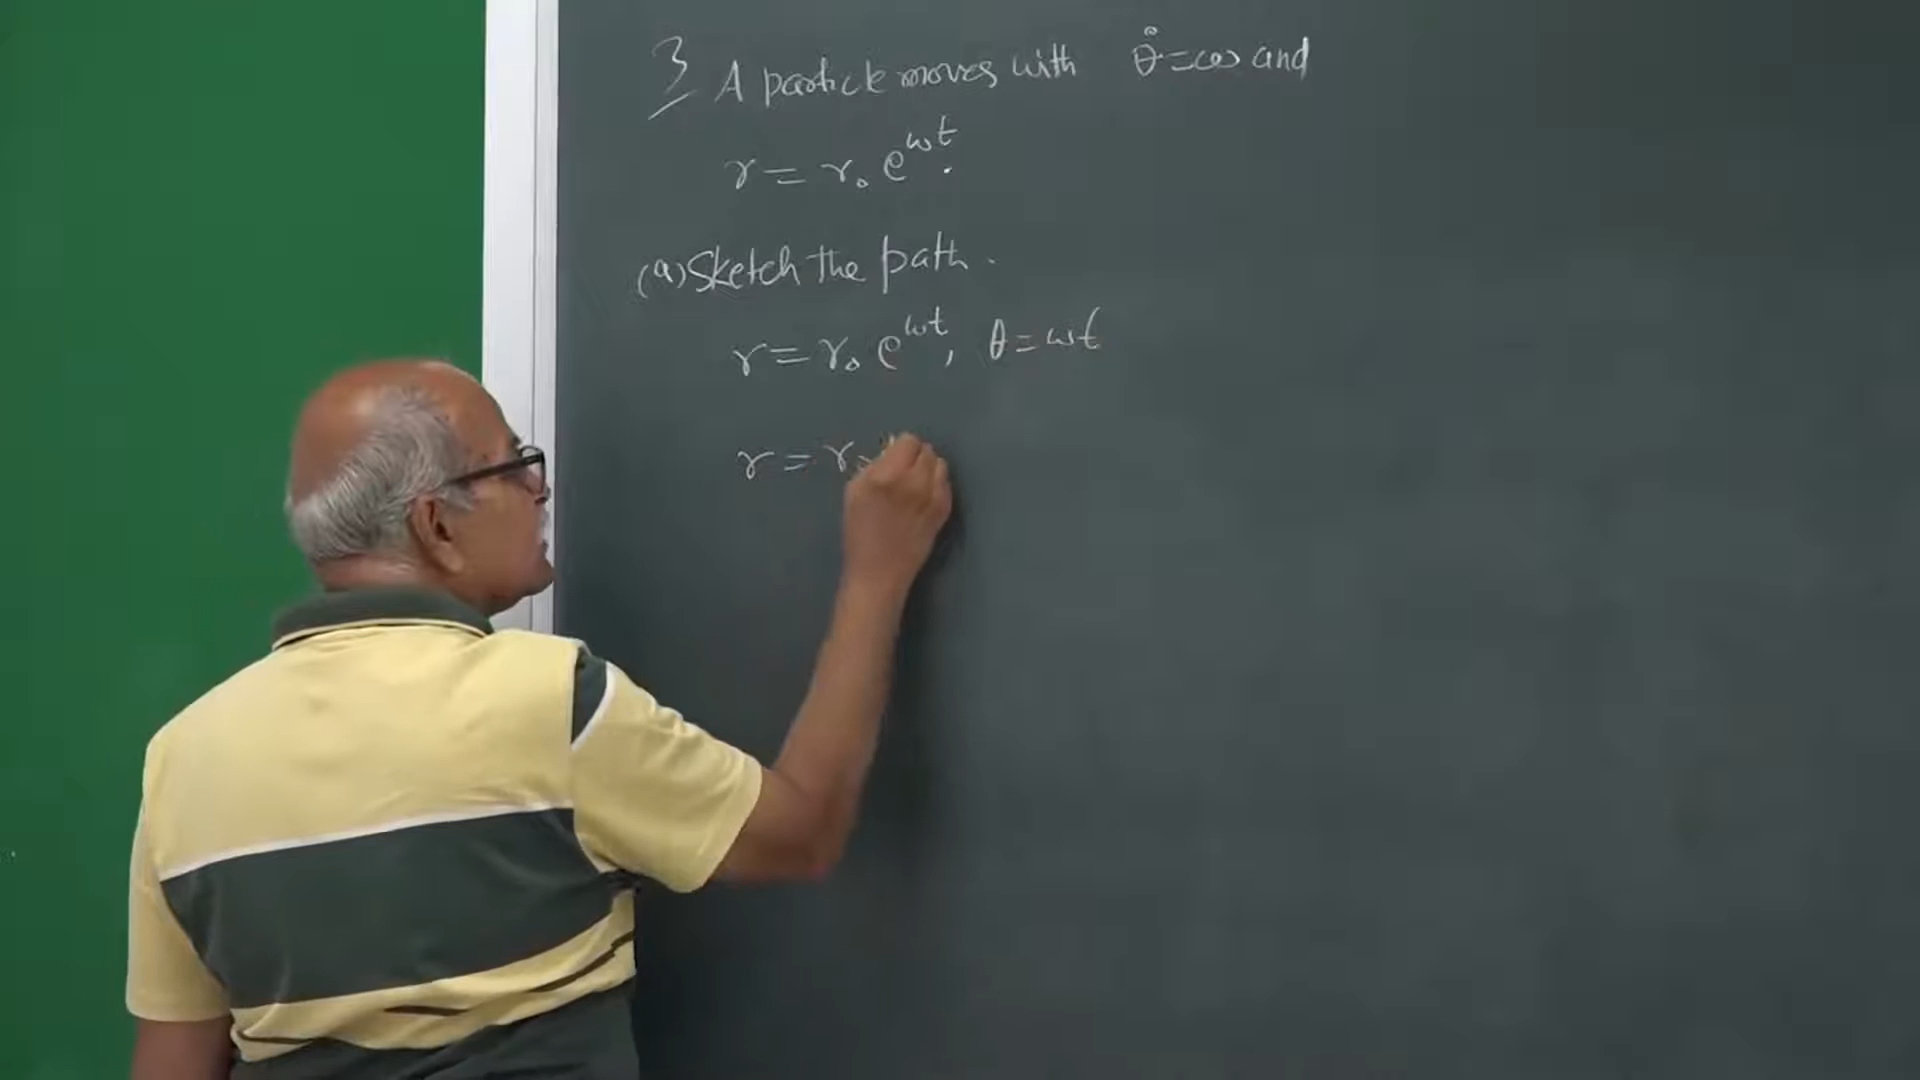 3 A particle moves with θ̇ = ω and
r = r₀ e^ωt.
(a) Sketch the path.
r = r₀ e^ωt, θ = ωt
r = r₀